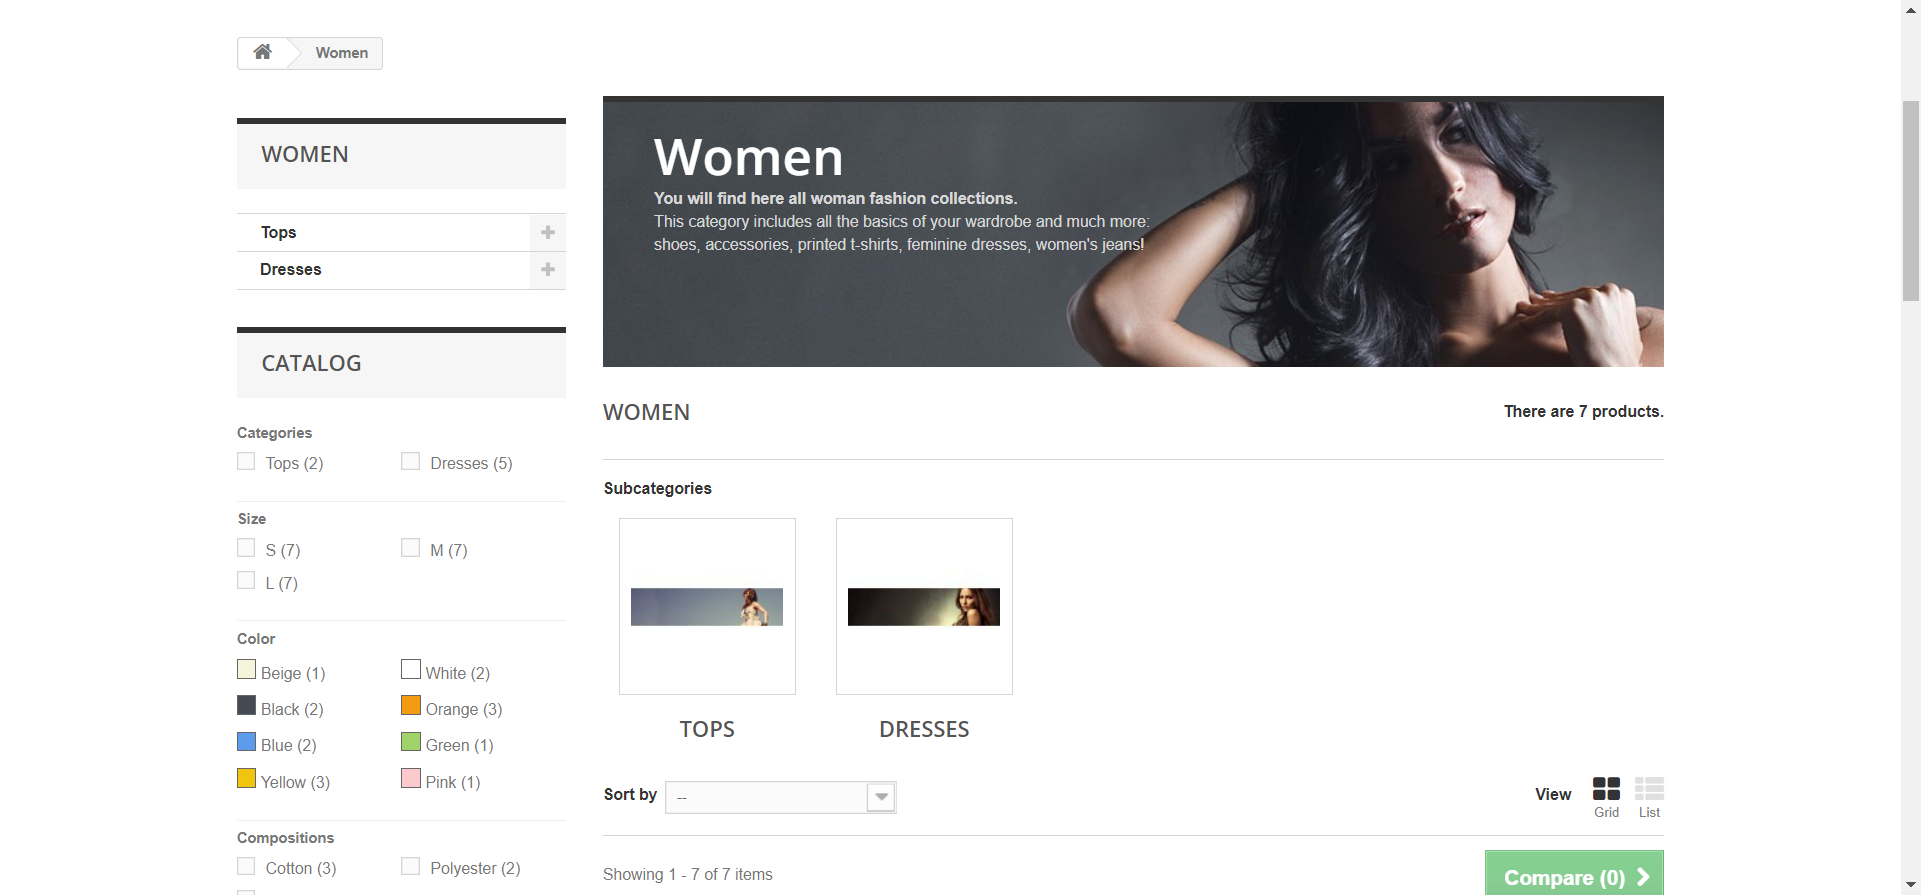 Women
WOMEN
Tops
Dresses
CATALOG
Categories
Tops (2)
Dresses (5)
Size
S (7)
M (7)
L (7)
Color
Beige (1)
White (2)
Black (2)
Orange (3)
Blue (2)
Green (1)
Yellow (3)
Pink (1)
Compositions
Cotton (3)
Polyester (2)
Women
You will find here all woman fashion collections.
This category includes all the basics of your wardrobe and much more:
shoes, accessories, printed t-shirts, feminine dresses, women's jeans!
WOMEN
There are 7 products.
Subcategories
TOPS
DRESSES
Sort by
--
View
Grid
List
Showing 1 - 7 of 7 items
Compare (0)